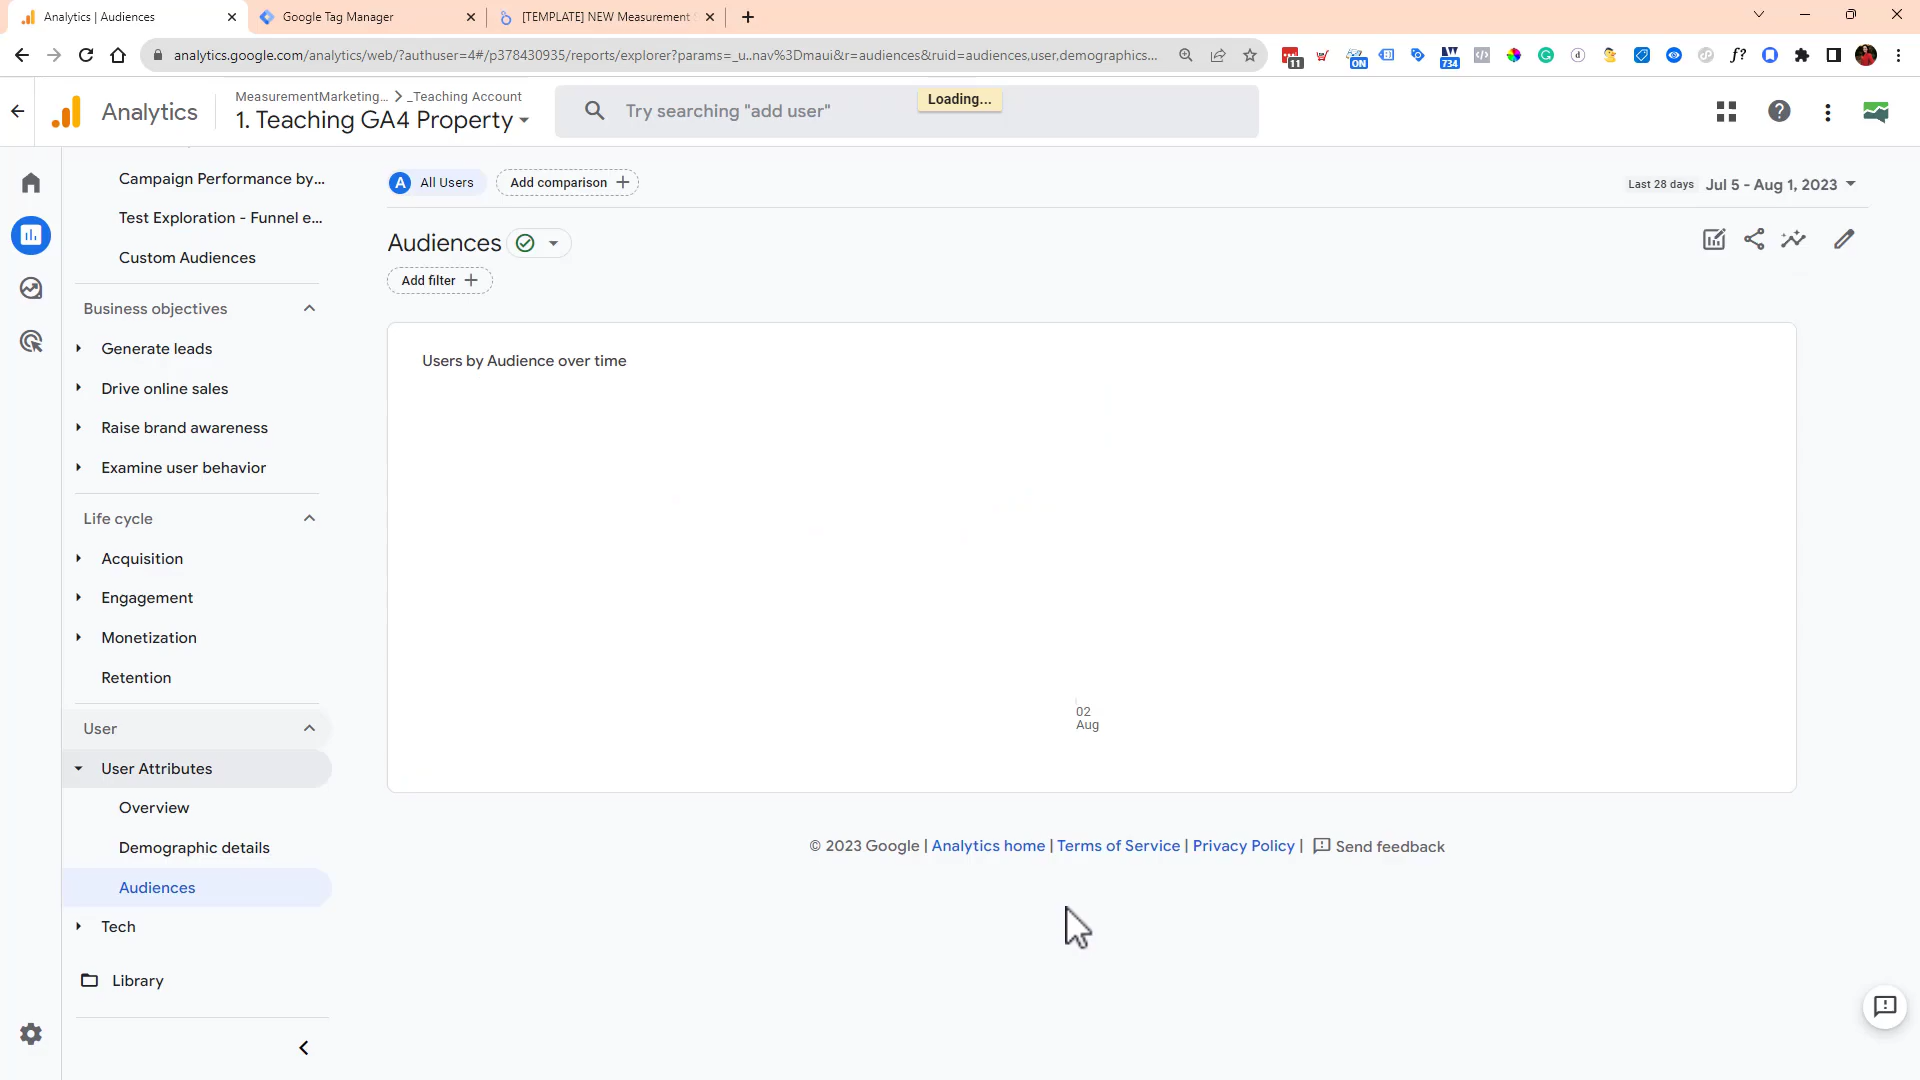 Analytics | Audiences
Google Tag Manager
[TEMPLATE] NEW Measurement
analytics.google.com/analytics/web/?authuser=4#/p378430935/reports/explorer?params=_u..nav%3Dmaui&r=audiences&ruid=audiences,user,demographics...
11
ON
734
ƒ?
Analytics
MeasurementMarketing... > _Teaching Account
1. Teaching GA4 Property
Try searching "add user"
Loading...
Campaign Performance by...
Test Exploration - Funnel e...
Custom Audiences
Business objectives
Generate leads
Drive online sales
Raise brand awareness
Examine user behavior
Life cycle
Acquisition
Engagement
Monetization
Retention
User
User Attributes
Overview
Demographic details
Audiences
Tech
Library
A All Users
Add comparison +
Last 28 days Jul 5 - Aug 1, 2023
Audiences
Add filter +
Users by Audience over time
02
Aug
© 2023 Google | Analytics home | Terms of Service | Privacy Policy | Send feedback